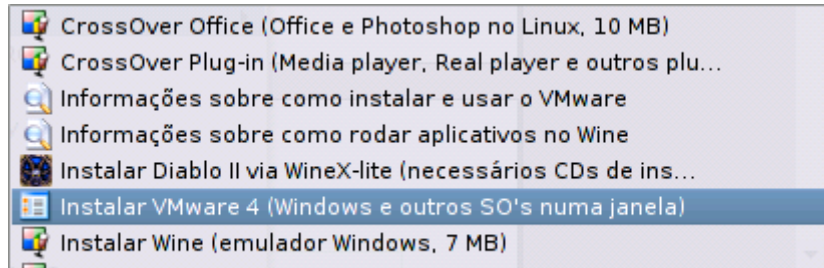 CrossOver Office (Office e Photoshop no Linux, 10 MB)
CrossOver Plug-in (Media player, Real player e outros plu...
Informações sobre como instalar e usar o VMware
Informações sobre como rodar aplicativos no Wine
Instalar Diablo II via WineX-lite (necessários CDs de ins...
Instalar VMware 4 (Windows e outros SO's numa janela)
Instalar Wine (emulador Windows, 7 MB)